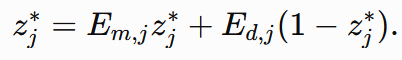 z_j^* = E_{m,j} z_j^* + E_{d,j}(1 − z_j^*).